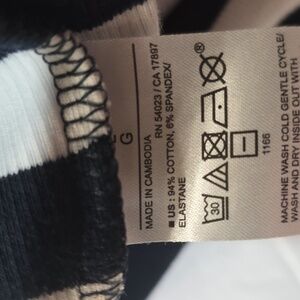 G
MADE IN CAMBODIA
RN 54023 / CA 17897
US : 94% COTTON, 6% SPANDEX/
ELASTANE
30
1166
MACHINE WASH COLD GENTLE CYCLE/
WASH AND DRY INSIDE OUT WITH